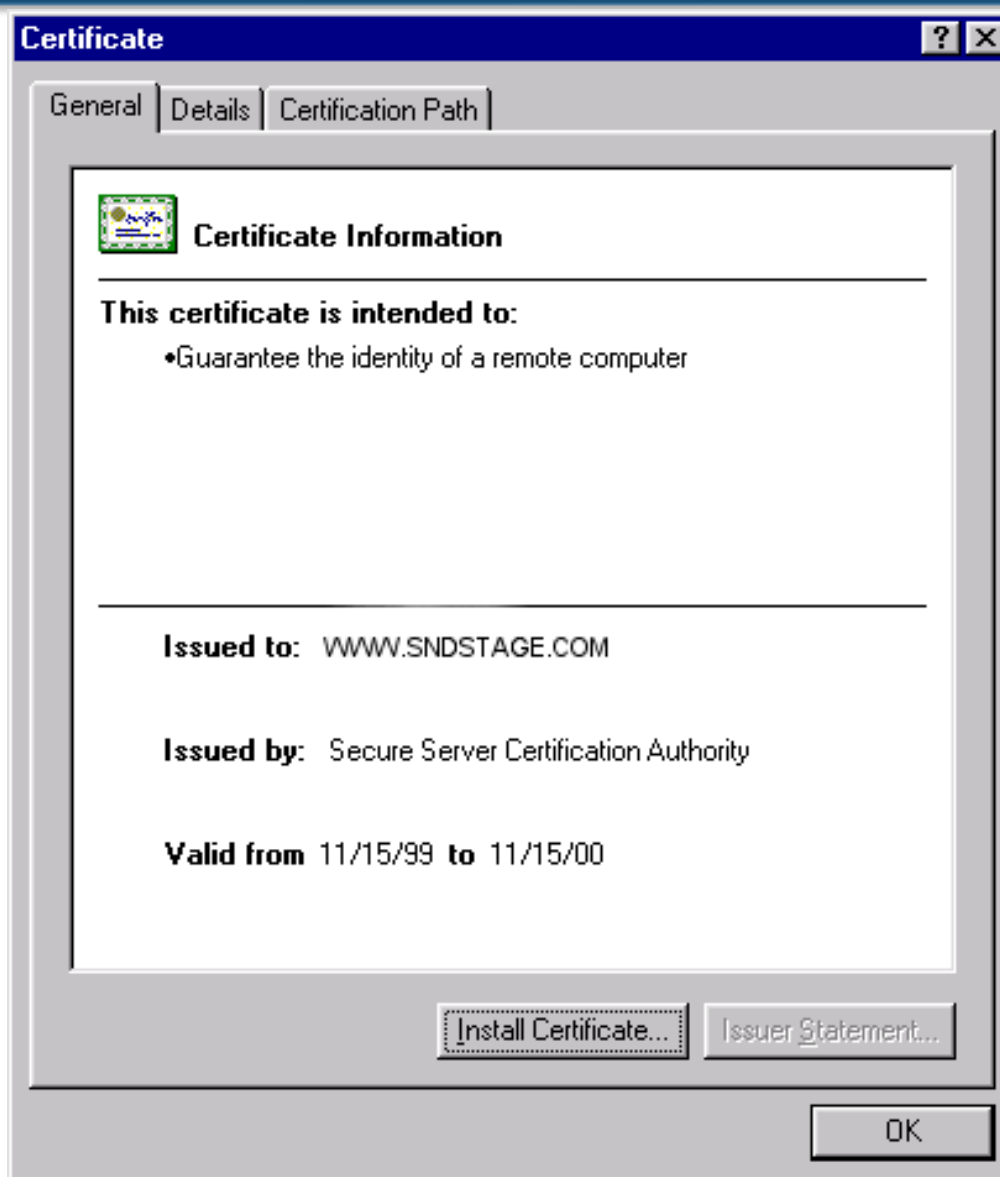 Certificate
General Details Certification Path
Certificate Information
This certificate is intended to:
•Guarantee the identity of a remote computer
Issued to: WWW.SNDSTAGE.COM
Issued by: Secure Server Certification Authority
Valid from 11/15/99 to 11/15/00
Install Certificate... Issuer Statement...
OK